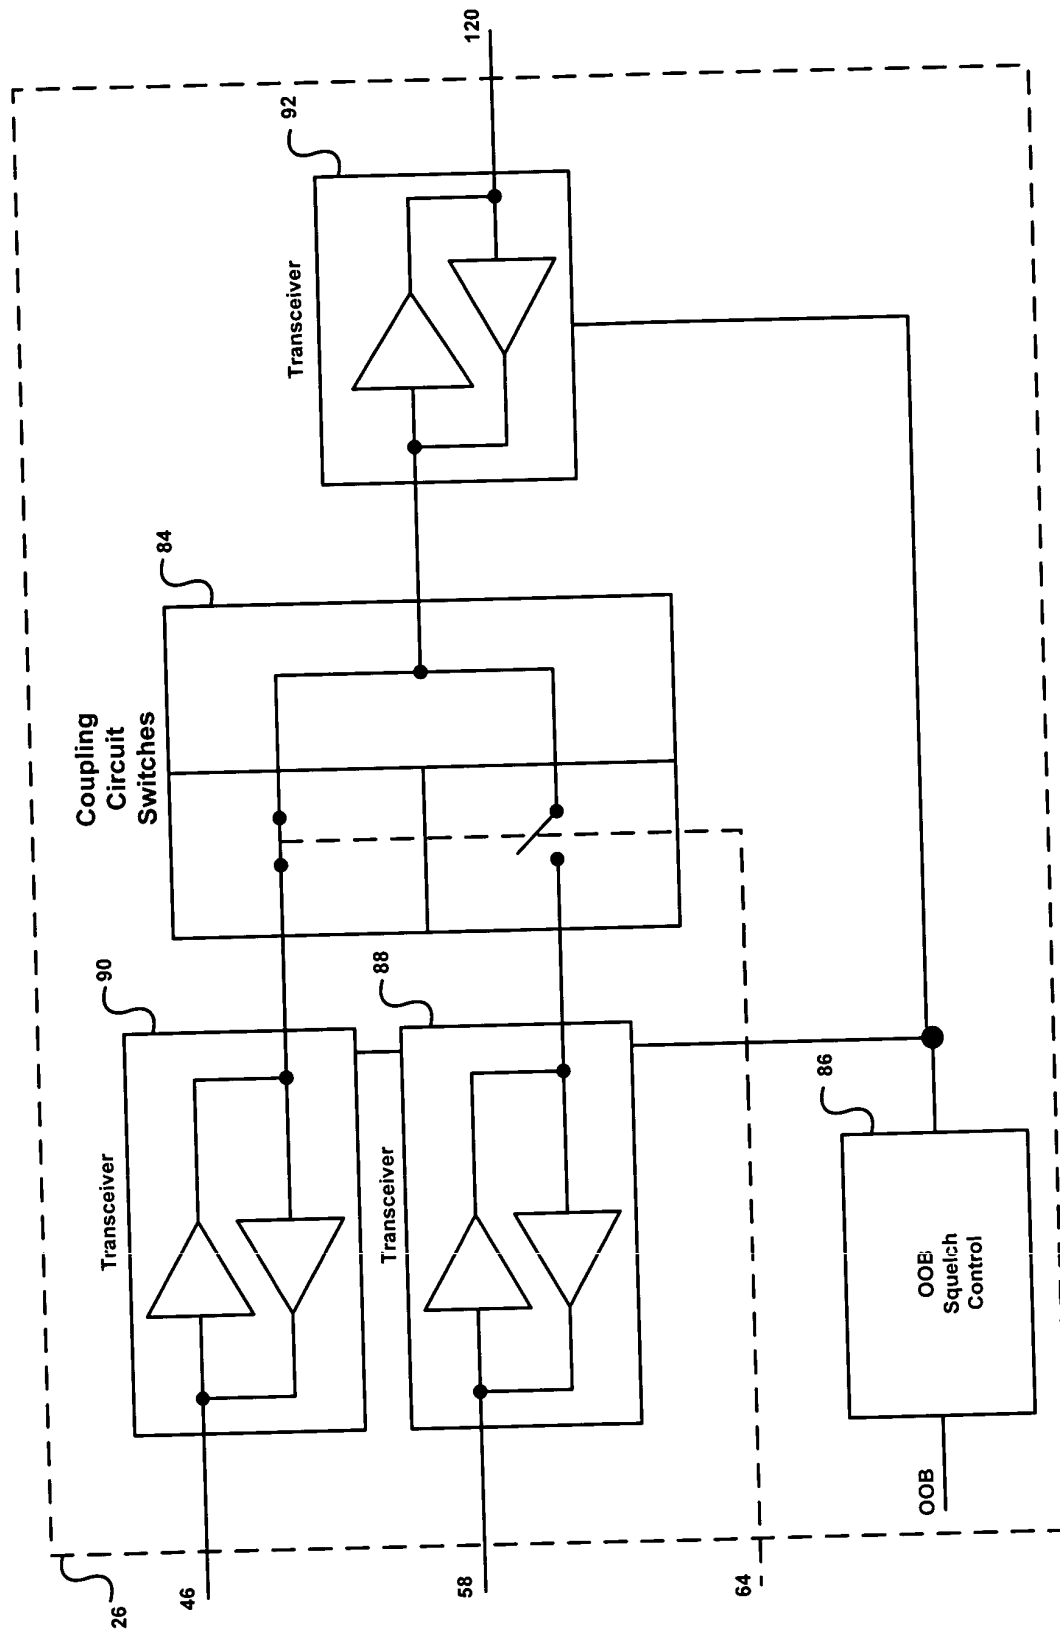 26
46
58
64
OOB
Transceiver
90
Transceiver
88
OOB
Squelch
Control
86
Coupling
Circuit
Switches
84
Transceiver
92
120